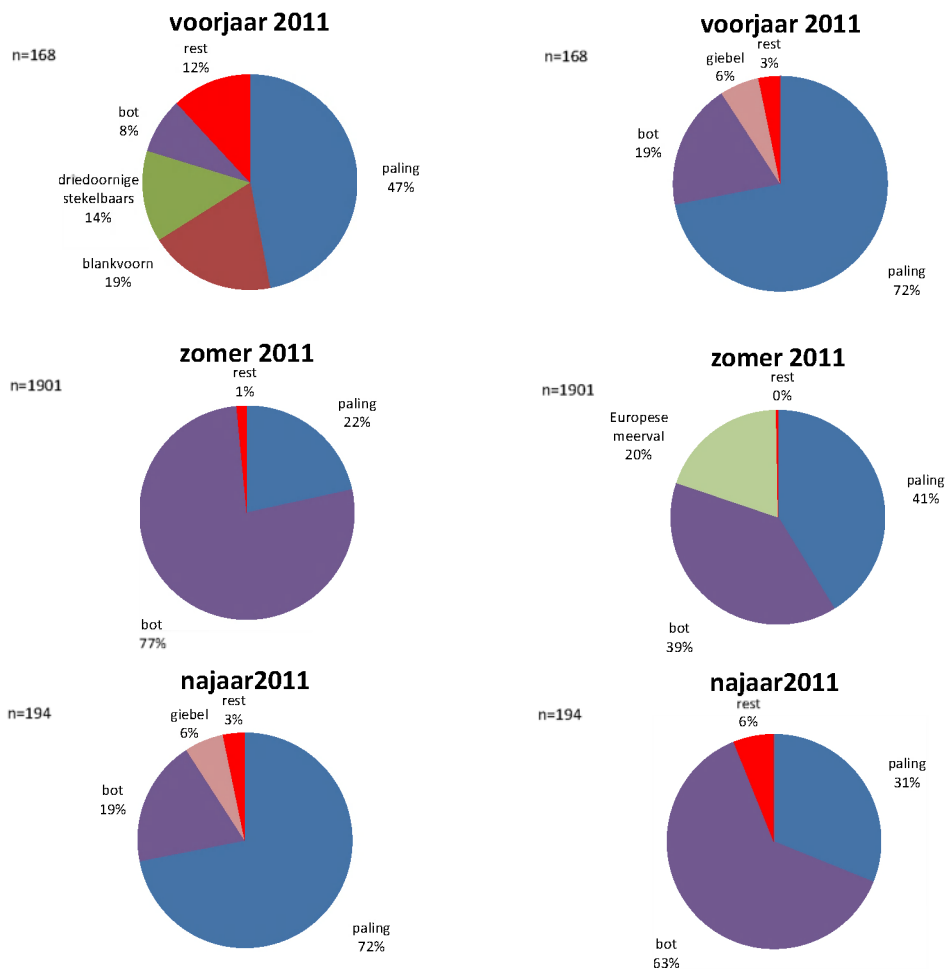 voorjaar 2011
n=168
rest
12%
bot
8%
driedoornige
stekelbaars
14%
blankvoorn
19%
paling
47%
voorjaar 2011
n=168
rest
3%
giebel
6%
bot
19%
paling
72%
zomer 2011
n=1901
rest
1%
paling
22%
bot
77%
zomer 2011
n=1901
rest
0%
Europese
meerval
20%
paling
41%
bot
39%
najaar2011
n=194
rest
3%
giebel
6%
bot
19%
paling
72%
najaar2011
n=194
rest
6%
paling
31%
bot
63%